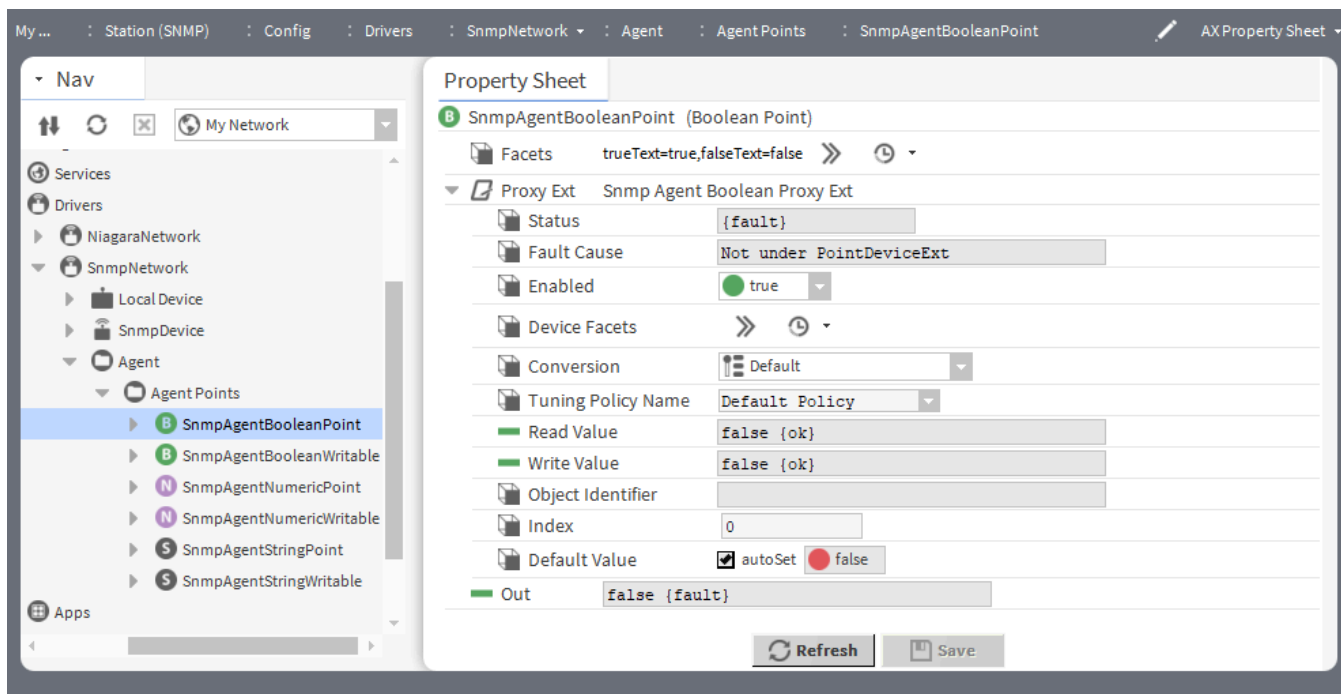 My ... : Station (SNMP) : Config : Drivers : SnmpNetwork : Agent : Agent Points : SnmpAgentBooleanPoint AX Property Sheet
Nav
My Network
Services
Drivers
NiagaraNetwork
SnmpNetwork
Local Device
SnmpDevice
Agent
Agent Points
B SnmpAgentBooleanPoint
B SnmpAgentBooleanWritable
N SnmpAgentNumericPoint
N SnmpAgentNumericWritable
S SnmpAgentStringPoint
S SnmpAgentStringWritable
Apps
Property Sheet
B SnmpAgentBooleanPoint (Boolean Point)
Facets trueText=true,falseText=false
Proxy Ext Snmp Agent Boolean Proxy Ext
Status {fault}
Fault Cause Not under PointDeviceExt
Enabled true
Device Facets
Conversion Default
Tuning Policy Name Default Policy
Read Value false {ok}
Write Value false {ok}
Object Identifier
Index 0
Default Value autoSet false
Out false {fault}
Refresh Save